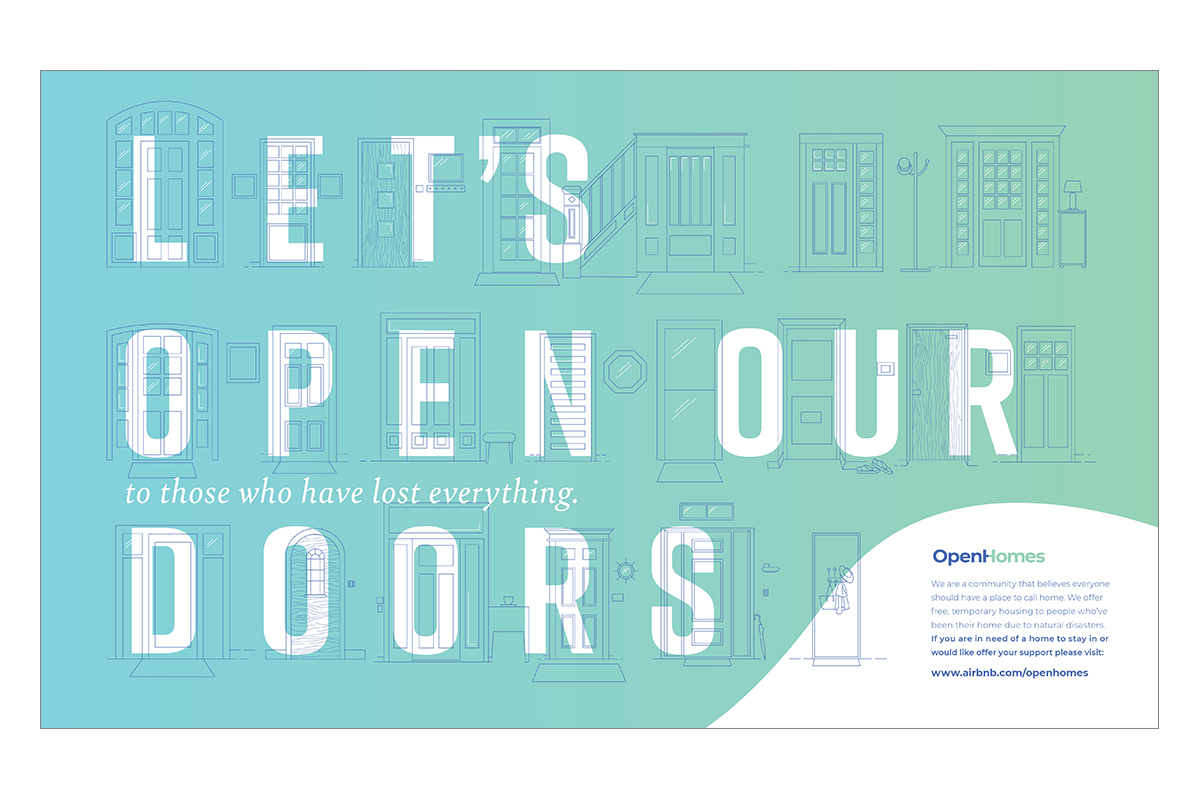 LET'S
OPEN OUR
to those who have lost everything.
DOORS
OpenHomes
We are a community that believes everyone
should have a place to call home. We offer
free, temporary housing to people who've
been their home due to natural disasters.
If you are in need of a home to stay in or
would like offer your support please visit:
www.airbnb.com/openhomes